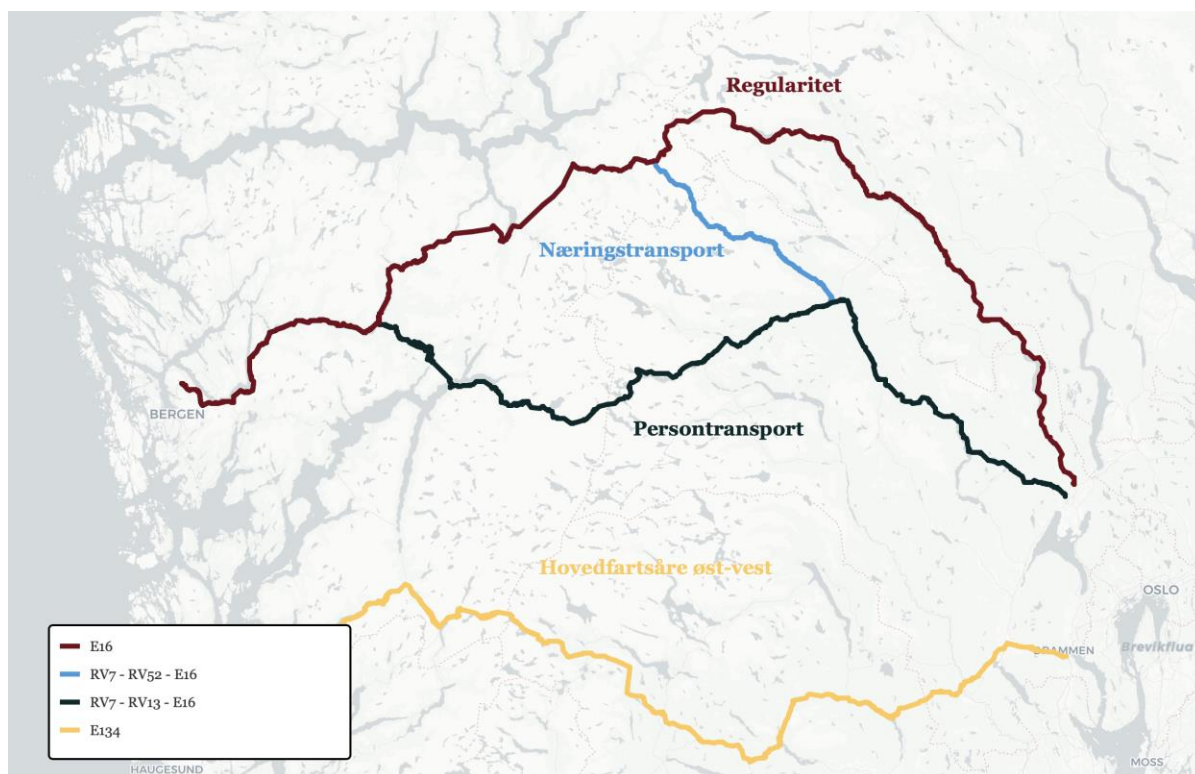 Regularitet
Næringstransport
BERGEN
Persontransport
Hovedfartsåre øst-vest
OSLO
DRAMMEN
Brevikflua
E16
RV7 - RV52 - E16
RV7 - RV13 - E16
E134
HAUGESUND
MOSS